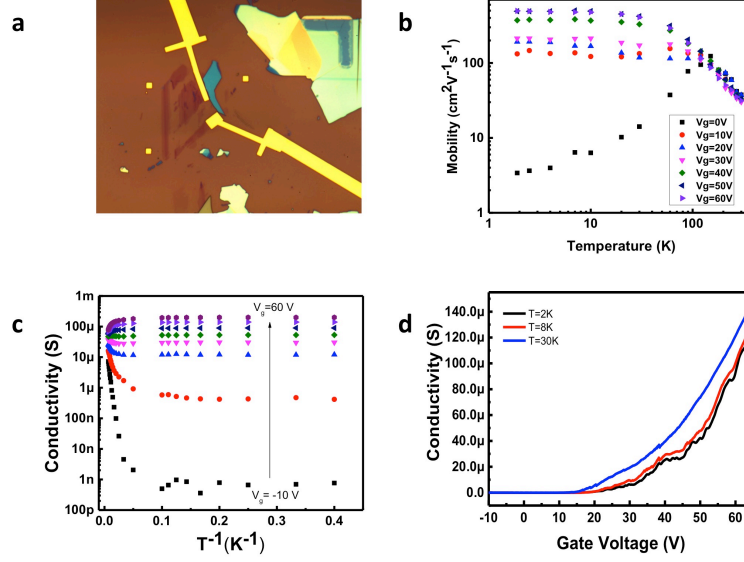 a
b
Mobility (cm2V-1s-1)
100
10
1
1
10
100
Temperature (K)
Vg=0V
Vg=10V
Vg=20V
Vg=30V
Vg=40V
Vg=50V
Vg=60V
c
Conductivity (S)
1m
100μ
10μ
1μ
100n
10n
1n
100p
0.0
0.1
0.2
0.3
0.4
T-1(K-1)
Vg=60 V
Vg= -10 V
d
Conductivity (S)
140.0μ
120.0μ
100.0μ
80.0μ
60.0μ
40.0μ
20.0μ
0.0
-10
0
10
20
30
40
50
60
Gate Voltage (V)
T=2K
T=8K
T=30K